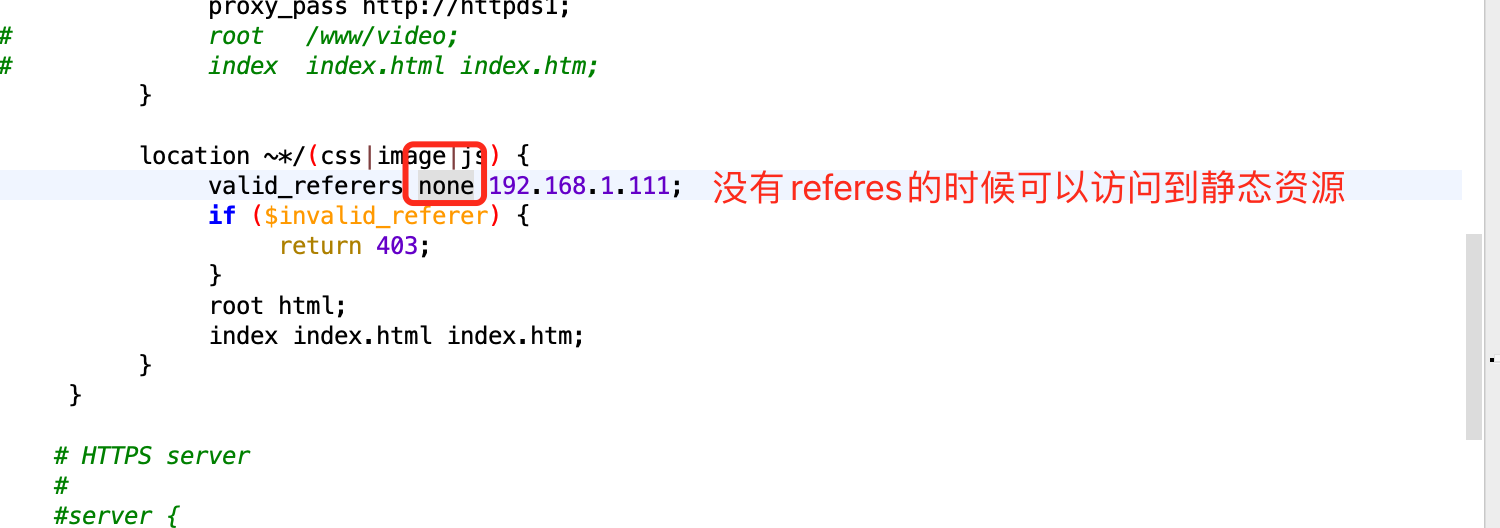 proxy_pass http://httpds1;
# root /www/video;
# index index.html index.htm;
}
location ~*/(css|image|js) {
valid_referers none 192.168.1.111; 没有referes的时候可以访问到静态资源
if ($invalid_referer) {
return 403;
}
root html;
index index.html index.htm;
}
}
# HTTPS server
#
#server {